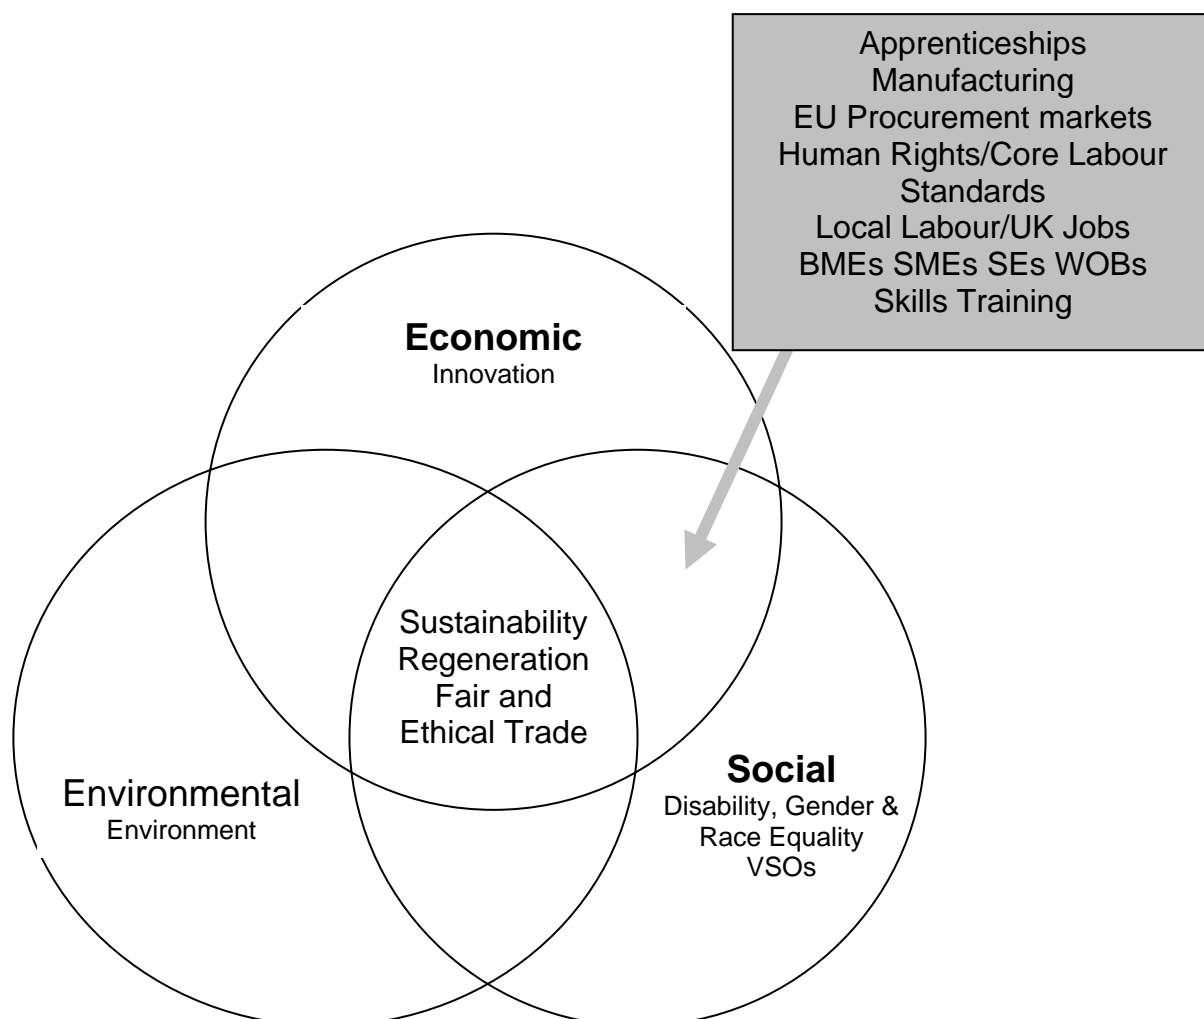 Apprenticeships
Manufacturing
EU Procurement markets
Human Rights/Core Labour
Standards
Local Labour/UK Jobs
BMEs SMEs SEs WOBs
Skills Training
Economic
Innovation
Sustainability
Regeneration
Fair and
Ethical Trade
Environmental
Environment
Social
Disability, Gender &
Race Equality
VSOs